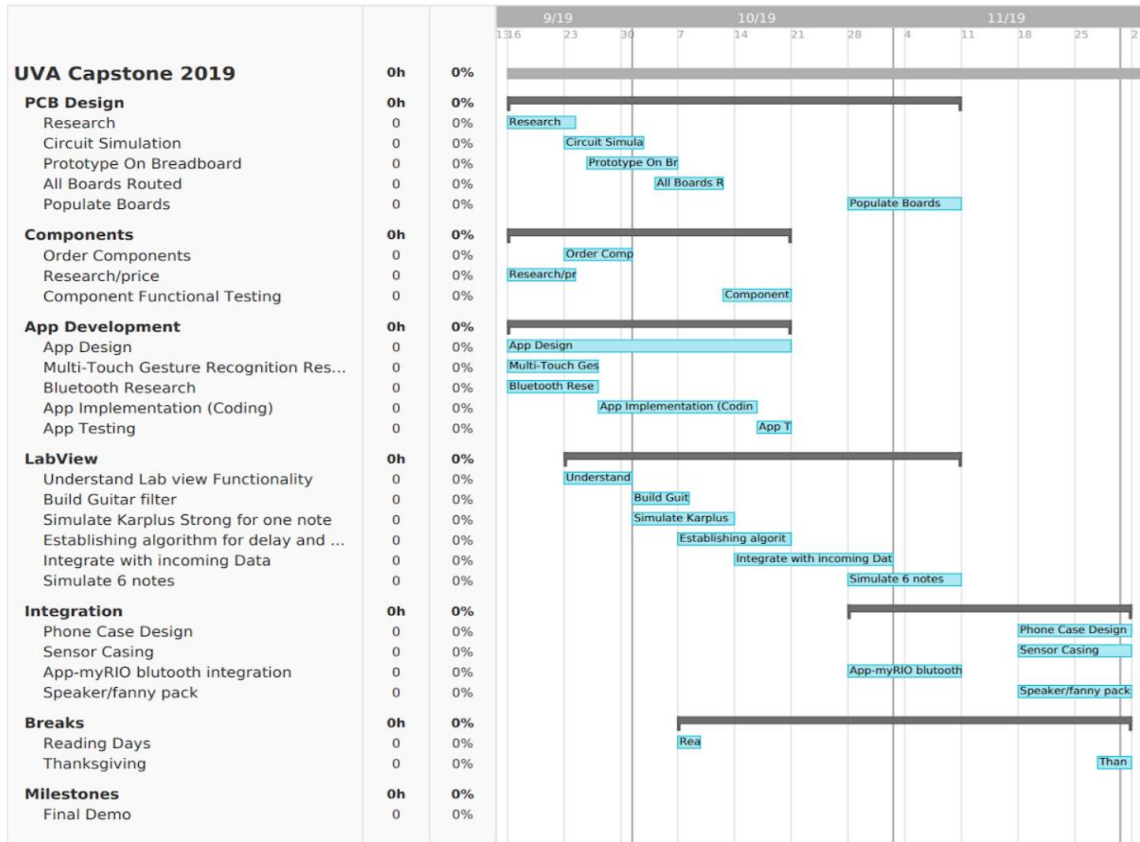 9/19 10/19 11/19
13 16 23 30 7 14 21 28 4 11 18 25 2
UVA Capstone 2019 0h 0%
PCB Design 0h 0%
Research 0 0% Research
Circuit Simulation 0 0% Circuit Simula
Prototype On Breadboard 0 0% Prototype On Br
All Boards Routed 0 0% All Boards R
Populate Boards 0 0% Populate Boards
Components 0h 0%
Order Components 0 0% Order Comp
Research/price 0 0% Research/pr
Component Functional Testing 0 0% Component
App Development 0h 0%
App Design 0 0% App Design
Multi-Touch Gesture Recognition Res... 0 0% Multi-Touch Ges
Bluetooth Research 0 0% Bluetooth Rese
App Implementation (Coding) 0 0% App Implementation (Codin
App Testing 0 0% App T
LabView 0h 0%
Understand Lab view Functionality 0 0% Understand
Build Guitar filter 0 0% Build Guit
Simulate Karplus Strong for one note 0 0% Simulate Karplus
Establishing algorithm for delay and ... 0 0% Establishing algorit
Integrate with incoming Data 0 0% Integrate with incoming Dat
Simulate 6 notes 0 0% Simulate 6 notes
Integration 0h 0%
Phone Case Design 0 0% Phone Case Design
Sensor Casing 0 0% Sensor Casing
App-myRIO blutooth integration 0 0% App-myRIO blutooth
Speaker/fanny pack 0 0% Speaker/fanny pack
Breaks 0h 0%
Reading Days 0 0% Rea
Thanksgiving 0 0% Than
Milestones 0h 0%
Final Demo 0 0%